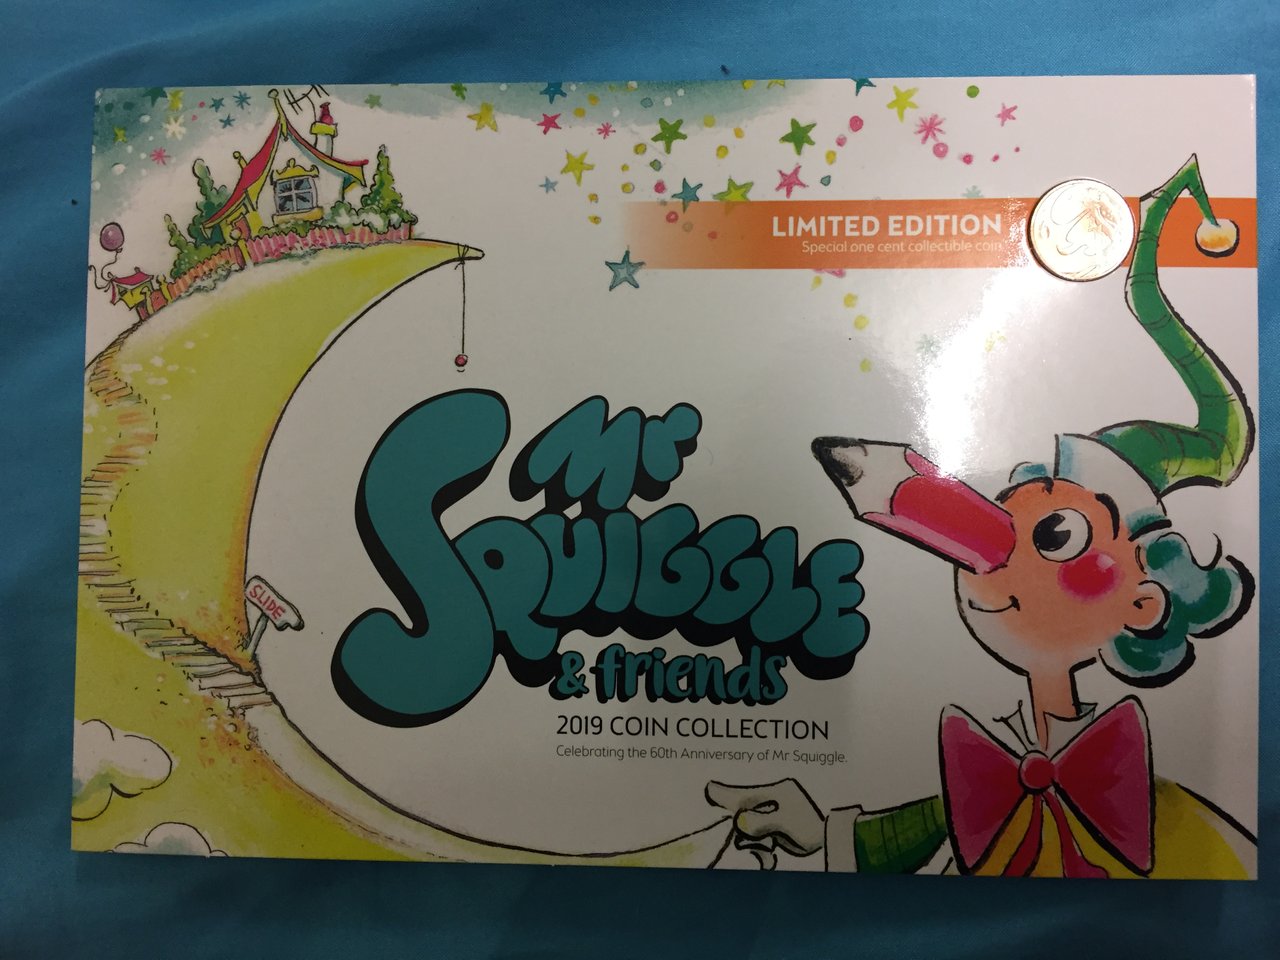 LIMITED EDITION
Special one cent collectible coin
SLIDE
Mr
SQUIGGLE
& friends
2019 COIN COLLECTION
Celebrating the 60th Anniversary of Mr Squiggle.